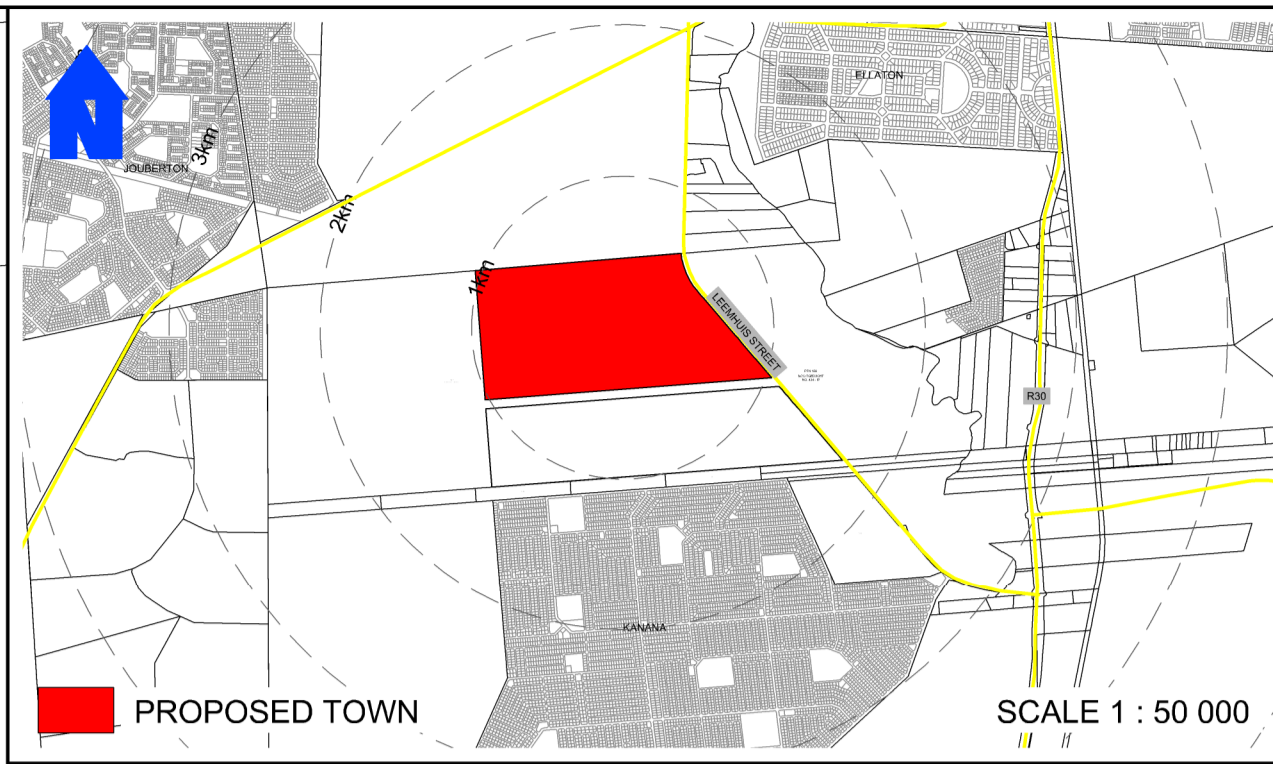 N
ELLATON
3km
JOUBERTON
2km
1km
LEEMHUIS STREET
R30
KANANA
PROPOSED TOWN
SCALE 1 : 50 000